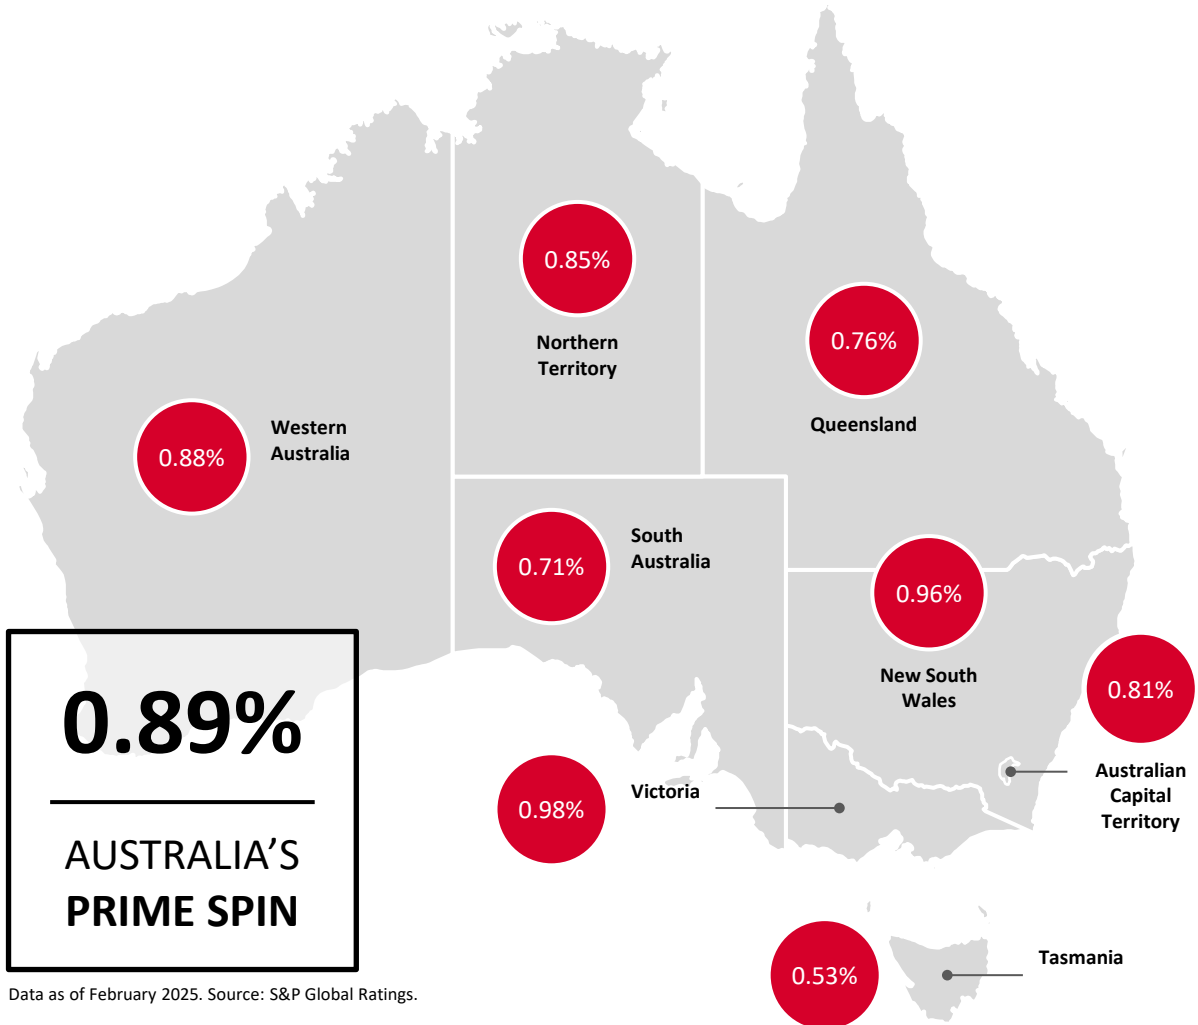 0.85%
Northern
Territory
0.76%
Queensland
0.88%
Western
Australia
0.71%
South
Australia
0.96%
New South
Wales
0.81%
Australian
Capital
Territory
0.98%
Victoria
0.53%
Tasmania
0.89%
AUSTRALIA’S
PRIME SPIN
Data as of February 2025. Source: S&P Global Ratings.